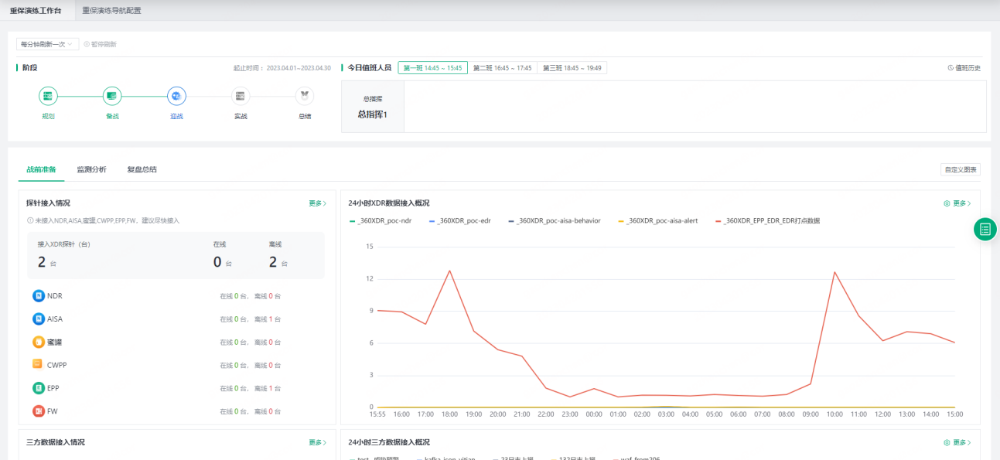 重保演练工作台 重保演练导航配置
每分钟刷新一次 暂停刷新
阶段 起止时间： 2023.04.01~2023.04.30
规划 备战 迎战 实战 总结
今日值班人员 第一班 14:45 ~ 15:45 第二班 16:45 ~ 17:45 第三班 18:45 ~ 19:49 值班历史
总指挥
总指挥1
战前准备 监测分析 复盘总结 自定义图表
探针接入情况 更多
未接入NDR,AISA,蜜罐,CWPP,EPP,FW，建议尽快接入
接入XDR探针（台） 在线 离线
2 台 0 台 2 台
NDR 在线 0 台， 离线 0 台
AISA 在线 0 台， 离线 1 台
蜜罐 在线 0 台， 离线 0 台
CWPP 在线 0 台， 离线 0 台
EPP 在线 0 台， 离线 1 台
FW 在线 0 台， 离线 0 台
24小时XDR数据接入概况 更多
_360XDR_poc-ndr _360XDR_poc-edr _360XDR_poc-aisa-behavior _360XDR_poc-aisa-alert _360XDR_EPP_EDR_EDR打点数据
15
12
9
6
3
0
15:55 16:00 17:00 18:00 19:00 20:00 21:00 22:00 23:00 00:00 01:00 02:00 03:00 04:00 05:00 06:00 07:00 08:00 09:00 10:00 11:00 12:00 13:00 14:00 15:00
三方数据接入情况 更多
24小时三方数据接入概况 更多